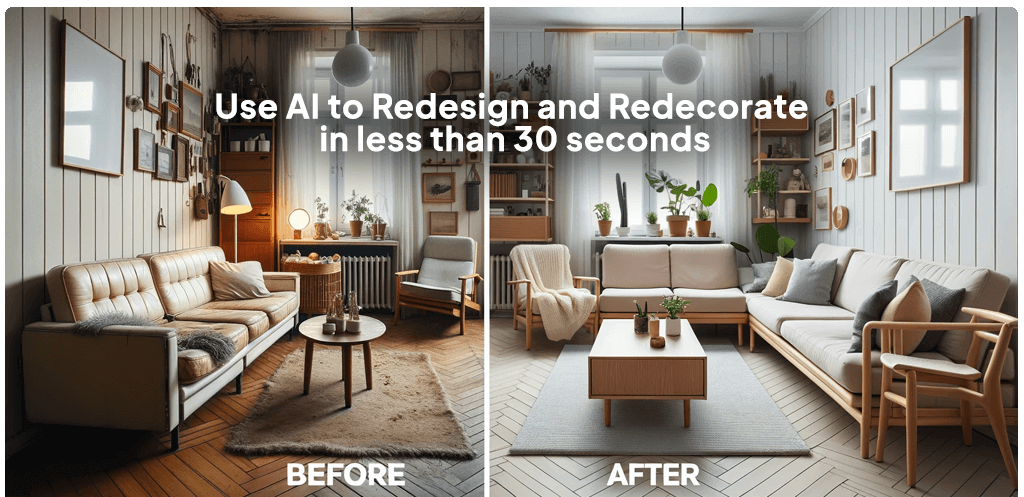 Use AI to Redesign and Redecorate
in less than 30 seconds
BEFORE
AFTER